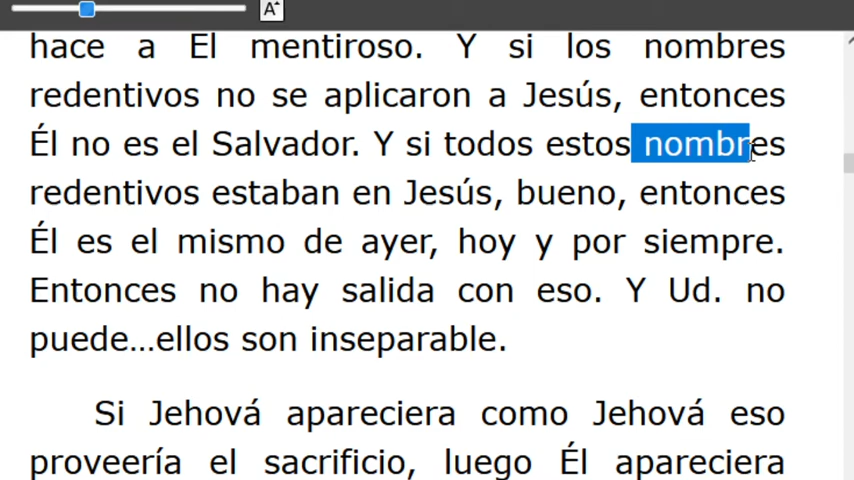 A
hace a Él mentiroso. Y si los nombres
redentivos no se aplicaron a Jesús, entonces
Él no es el Salvador. Y si todos estos nombres
redentivos estaban en Jesús, bueno, entonces
Él es el mismo de ayer, hoy y por siempre.
Entonces no hay salida con eso. Y Ud. no
puede...ellos son inseparable.
Si Jehová apareciera como Jehová eso
proveería el sacrificio, luego Él apareciera